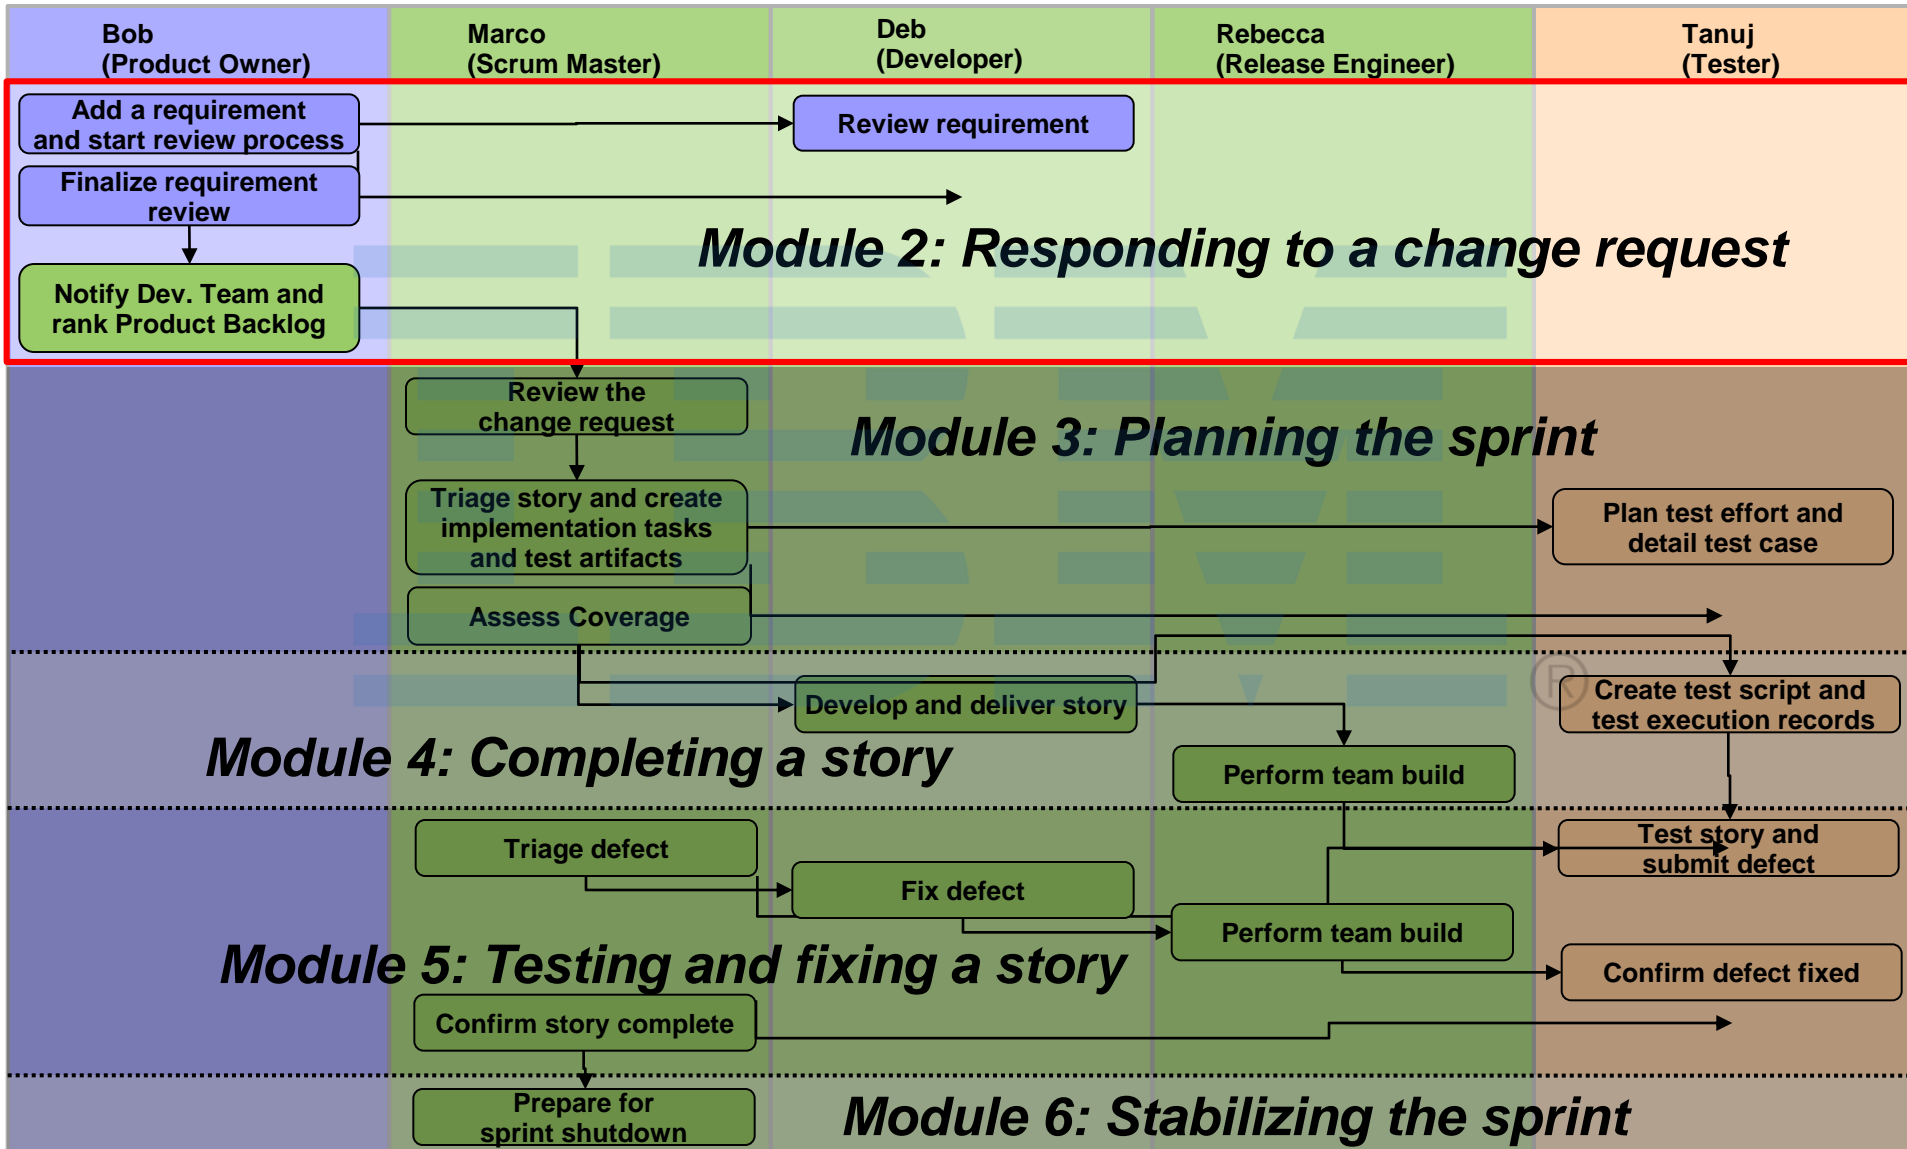 Bob
(Product Owner)
Marco
(Scrum Master)
Deb
(Developer)
Rebecca
(Release Engineer)
Tanuj
(Tester)
Add a requirement
and start review process
Review requirement
Finalize requirement
review
Module 2: Responding to a change request
Notify Dev. Team and
rank Product Backlog
Review the
change request
Module 3: Planning the sprint
Triage story and create
implementation tasks
and test artifacts
Plan test effort and
detail test case
Assess Coverage
Develop and deliver story
Create test script and
test execution records
Module 4: Completing a story
Perform team build
Triage defect
Test story and
submit defect
Fix defect
Perform team build
Module 5: Testing and fixing a story
Confirm defect fixed
Confirm story complete
Prepare for
sprint shutdown
Module 6: Stabilizing the sprint
IBM
®